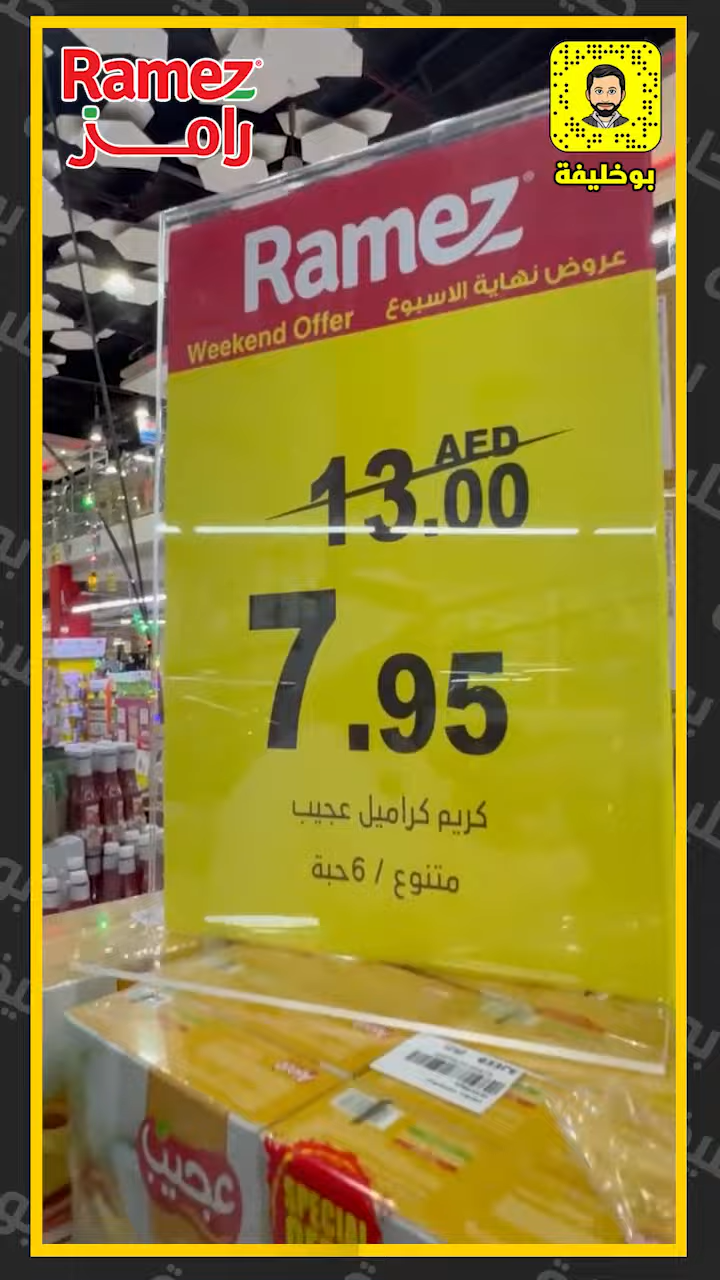 Ramez
رامز
بوخليفة
Ramez
عروض نهاية الاسبوع
Weekend Offer
AED
13.00
7.95
كريم كراميل عجيب
متنوع / 6حبة
عجيب
SPECIAL